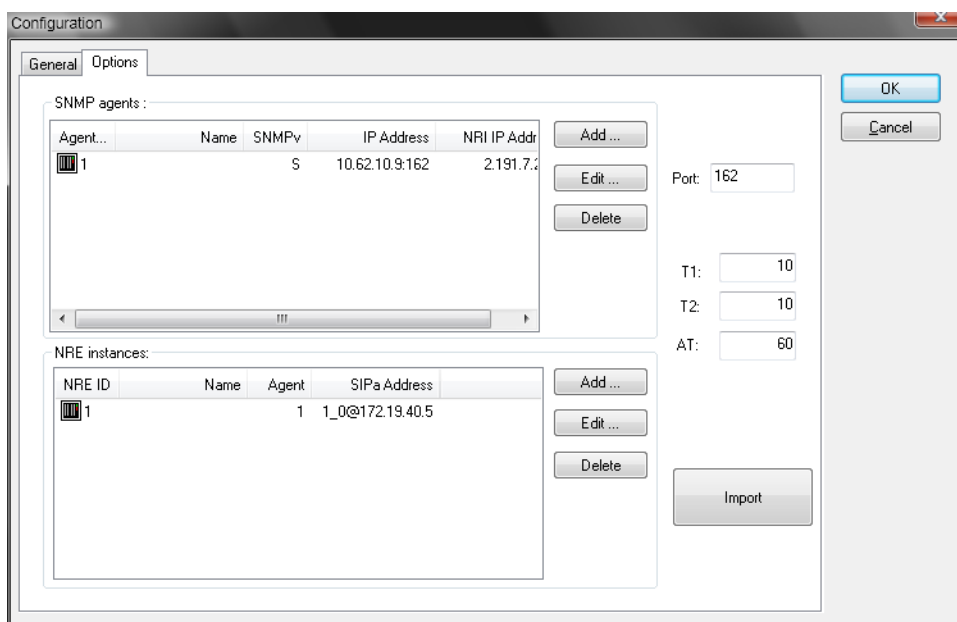 Configuration
General Options
SNMP agents :
Agent... Name SNMPv IP Address NRI IP Addr
1 S 10.62.10.9:162 2.191.7.2
Add ...
Edit ...
Delete
NRE instances:
NRE ID Name Agent SIPa Address
1 1 1_0@172.19.40.5
Add ...
Edit ...
Delete
Port: 162
T1: 10
T2: 10
AT: 60
Import
OK
Cancel